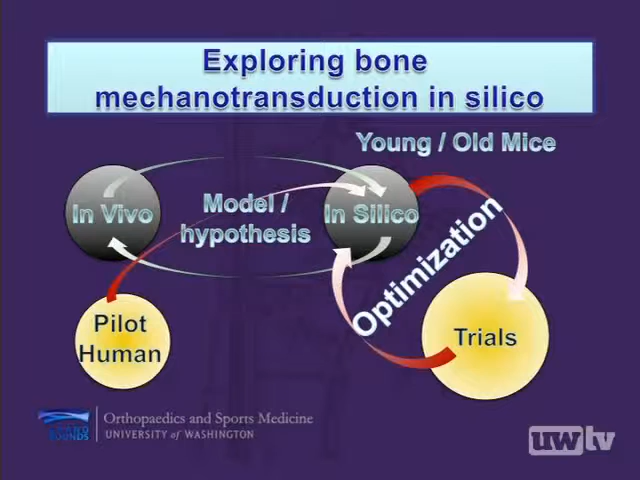 Exploring bone
mechanotransduction in silico
Young / Old Mice
In Vivo
Model /
hypothesis
In Silico
Optimization
Pilot
Human
Trials
Orthopaedics and Sports Medicine
UNIVERSITY of WASHINGTON
ROUNDS
uwtv